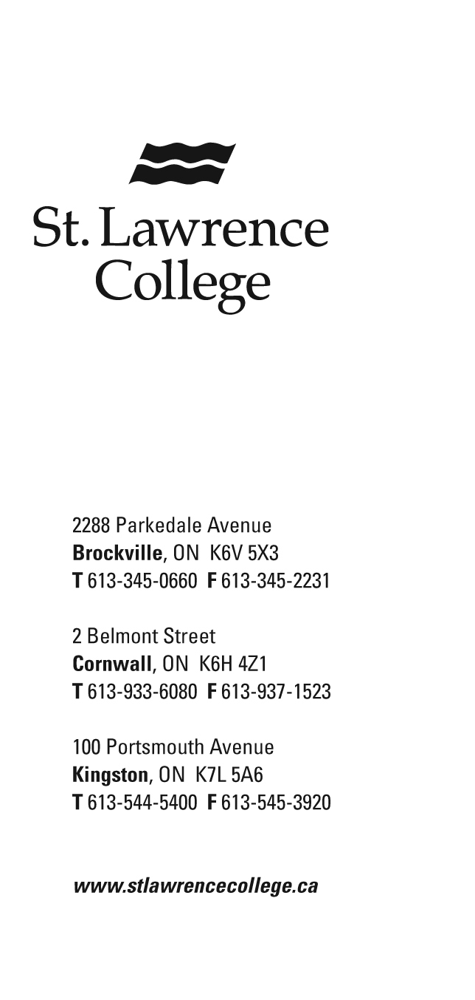 St. Lawrence
College
2288 Parkedale Avenue
Brockville, ON  K6V 5X3
T 613-345-0660  F 613-345-2231
2 Belmont Street
Cornwall, ON  K6H 4Z1
T 613-933-6080  F 613-937-1523
100 Portsmouth Avenue
Kingston, ON  K7L 5A6
T 613-544-5400  F 613-545-3920
www.stlawrencecollege.ca